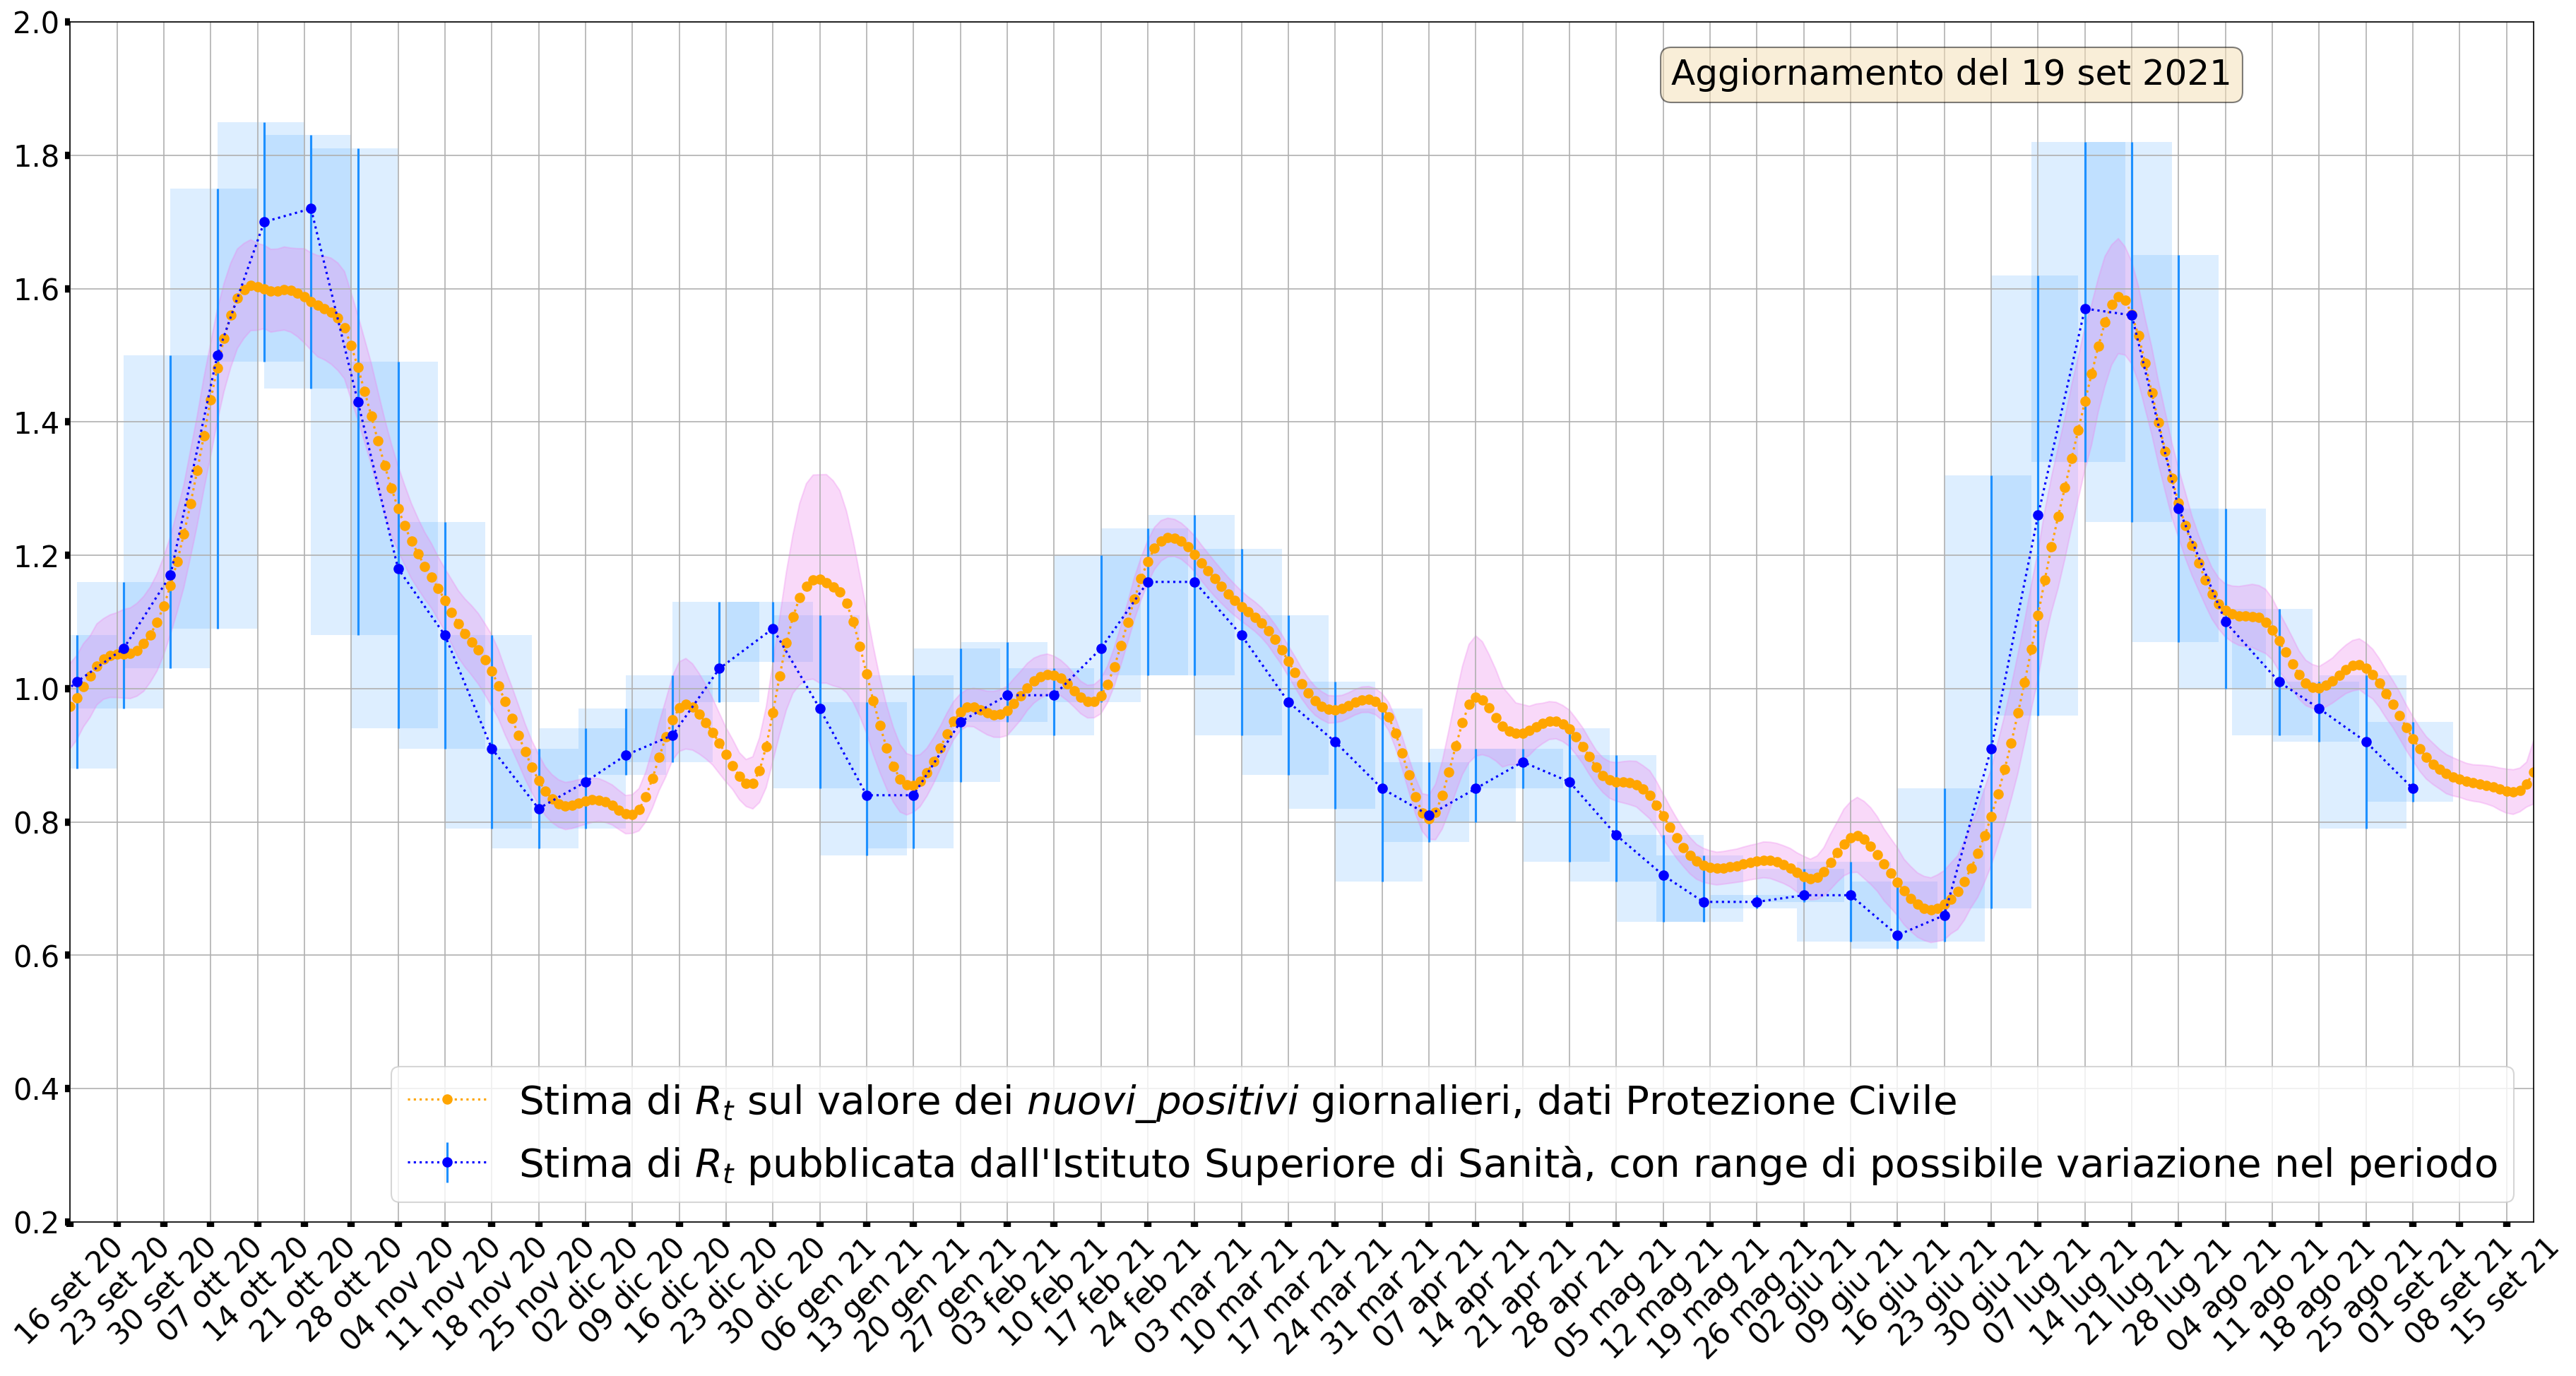 Aggiornamento del 19 set 2021
2.0
1.8
1.6
1.4
1.2
1.0
0.8
0.6
0.4
0.2
Stima di Rt sul valore dei nuovi_positivi giornalieri, dati Protezione Civile
Stima di Rt pubblicata dall'Istituto Superiore di Sanità, con range di possibile variazione nel periodo
16 set 20
23 set 20
30 set 20
07 ott 20
14 ott 20
21 ott 20
28 ott 20
04 nov 20
11 nov 20
18 nov 20
25 nov 20
02 dic 20
09 dic 20
16 dic 20
23 dic 20
30 dic 20
06 gen 21
13 gen 21
20 gen 21
27 gen 21
03 feb 21
10 feb 21
17 feb 21
24 feb 21
03 mar 21
10 mar 21
17 mar 21
24 mar 21
31 mar 21
07 apr 21
14 apr 21
21 apr 21
28 apr 21
05 mag 21
12 mag 21
19 mag 21
26 mag 21
02 giu 21
09 giu 21
16 giu 21
23 giu 21
30 giu 21
07 lug 21
14 lug 21
21 lug 21
28 lug 21
04 ago 21
11 ago 21
18 ago 21
25 ago 21
01 set 21
08 set 21
15 set 21